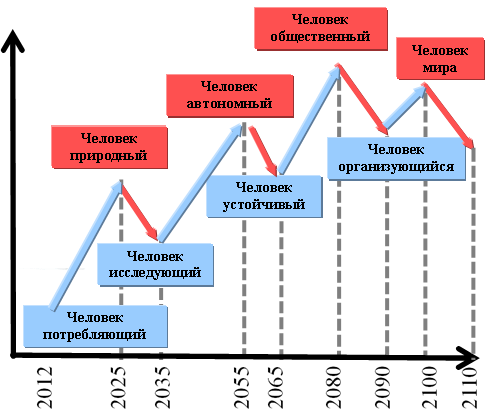 Человек
общественный
Человек
мира
Человек
автономный
Человек
природный
Человек
организующийся
Человек
устойчивый
Человек
исследующий
Человек
потребляющий
2012
2025
2035
2055
2065
2080
2090
2100
2110